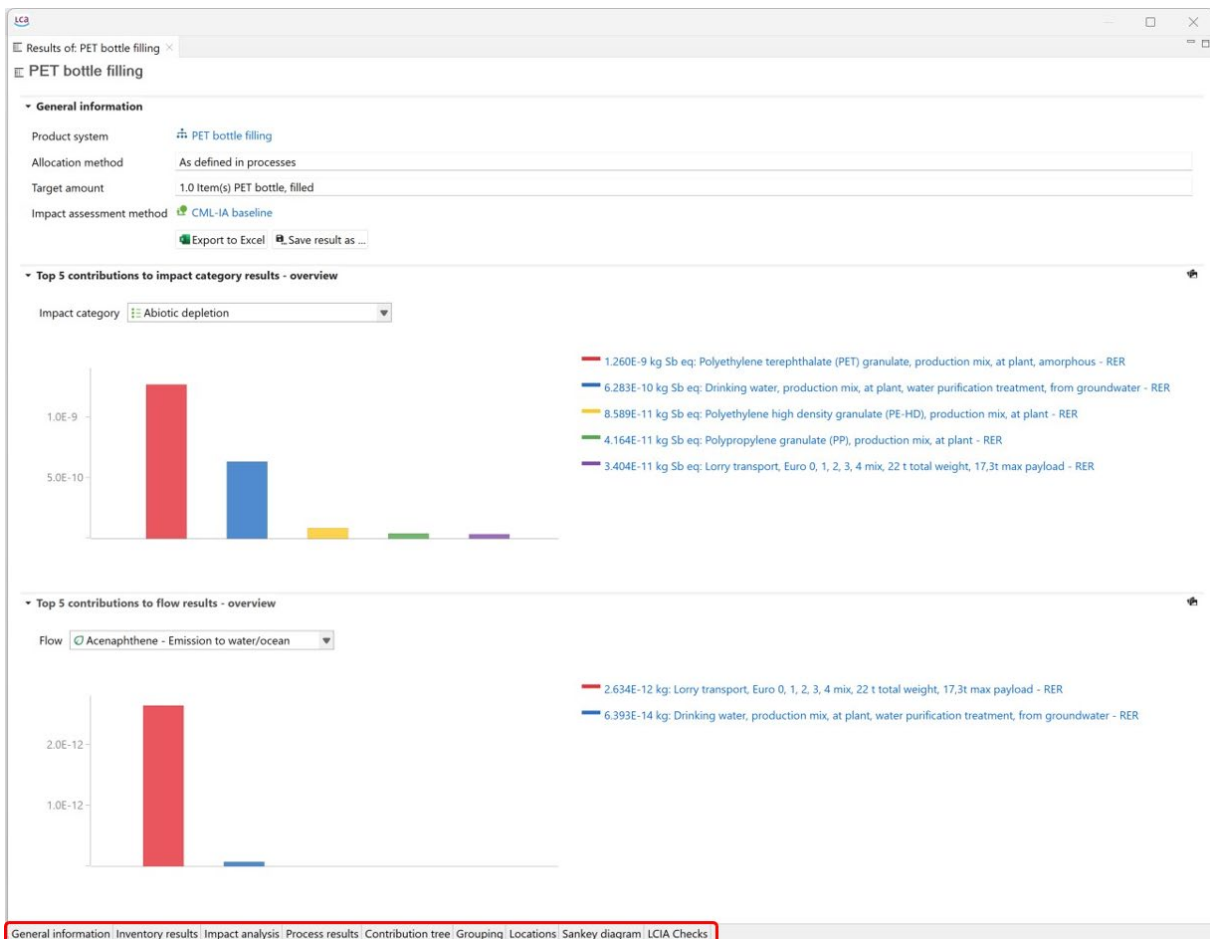 LCA
Results of: PET bottle filling
PET bottle filling
General information
Product system PET bottle filling
Allocation method As defined in processes
Target amount 1.0 Item(s) PET bottle, filled
Impact assessment method CML-IA baseline
Export to Excel Save result as ...
Top 5 contributions to impact category results - overview
Impact category Abiotic depletion
1.260E-9 kg Sb eq: Polyethylene terephthalate (PET) granulate, production mix, at plant, amorphous - RER
6.283E-10 kg Sb eq: Drinking water, production mix, at plant, water purification treatment, from groundwater - RER
1.0E-9
8.589E-11 kg Sb eq: Polyethylene high density granulate (PE-HD), production mix, at plant - RER
4.164E-11 kg Sb eq: Polypropylene granulate (PP), production mix, at plant - RER
3.404E-11 kg Sb eq: Lorry transport, Euro 0, 1, 2, 3, 4 mix, 22 t total weight, 17,3t max payload - RER
5.0E-10
Top 5 contributions to flow results - overview
Flow Acenaphthene - Emission to water/ocean
2.634E-12 kg: Lorry transport, Euro 0, 1, 2, 3, 4 mix, 22 t total weight, 17,3t max payload - RER
6.393E-14 kg: Drinking water, production mix, at plant, water purification treatment, from groundwater - RER
2.0E-12
1.0E-12
General information Inventory results Impact analysis Process results Contribution tree Grouping Locations Sankey diagram LCIA Checks